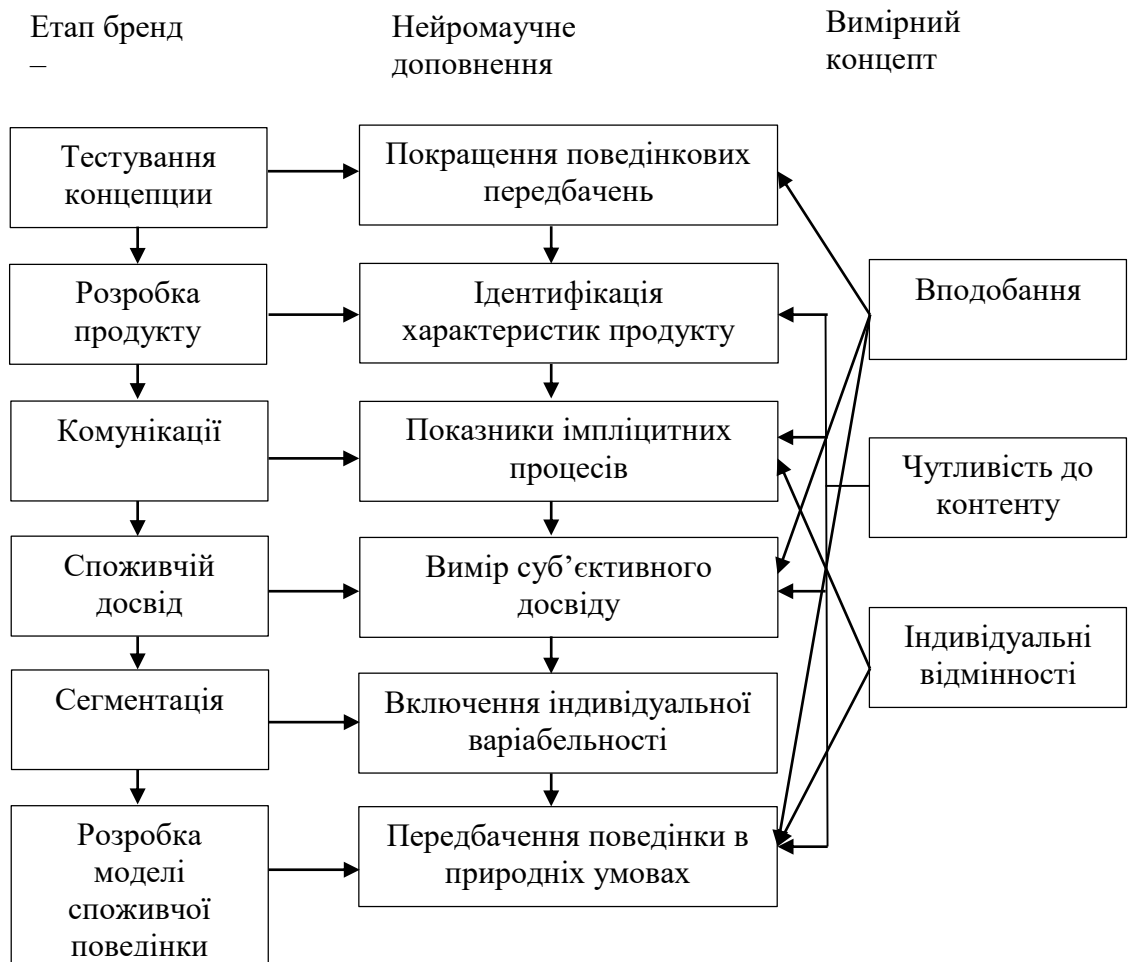 Етап бренд
–
Нейромаучне
доповнення
Вимірний
концепт
Тестування
концепции
Покращення поведінкових
передбачень
Розробка
продукту
Ідентифікація
характеристик продукту
Вподобання
Комунікації
Показники імпліцитних
процесів
Чутливість до
контенту
Споживчій
досвід
Вимір суб’єктивного
досвіду
Індивідуальні
відмінності
Сегментація
Включення індивідуальної
варіабельності
Розробка
моделі
споживчої
поведінки
Передбачення поведінки в
природніх умовах